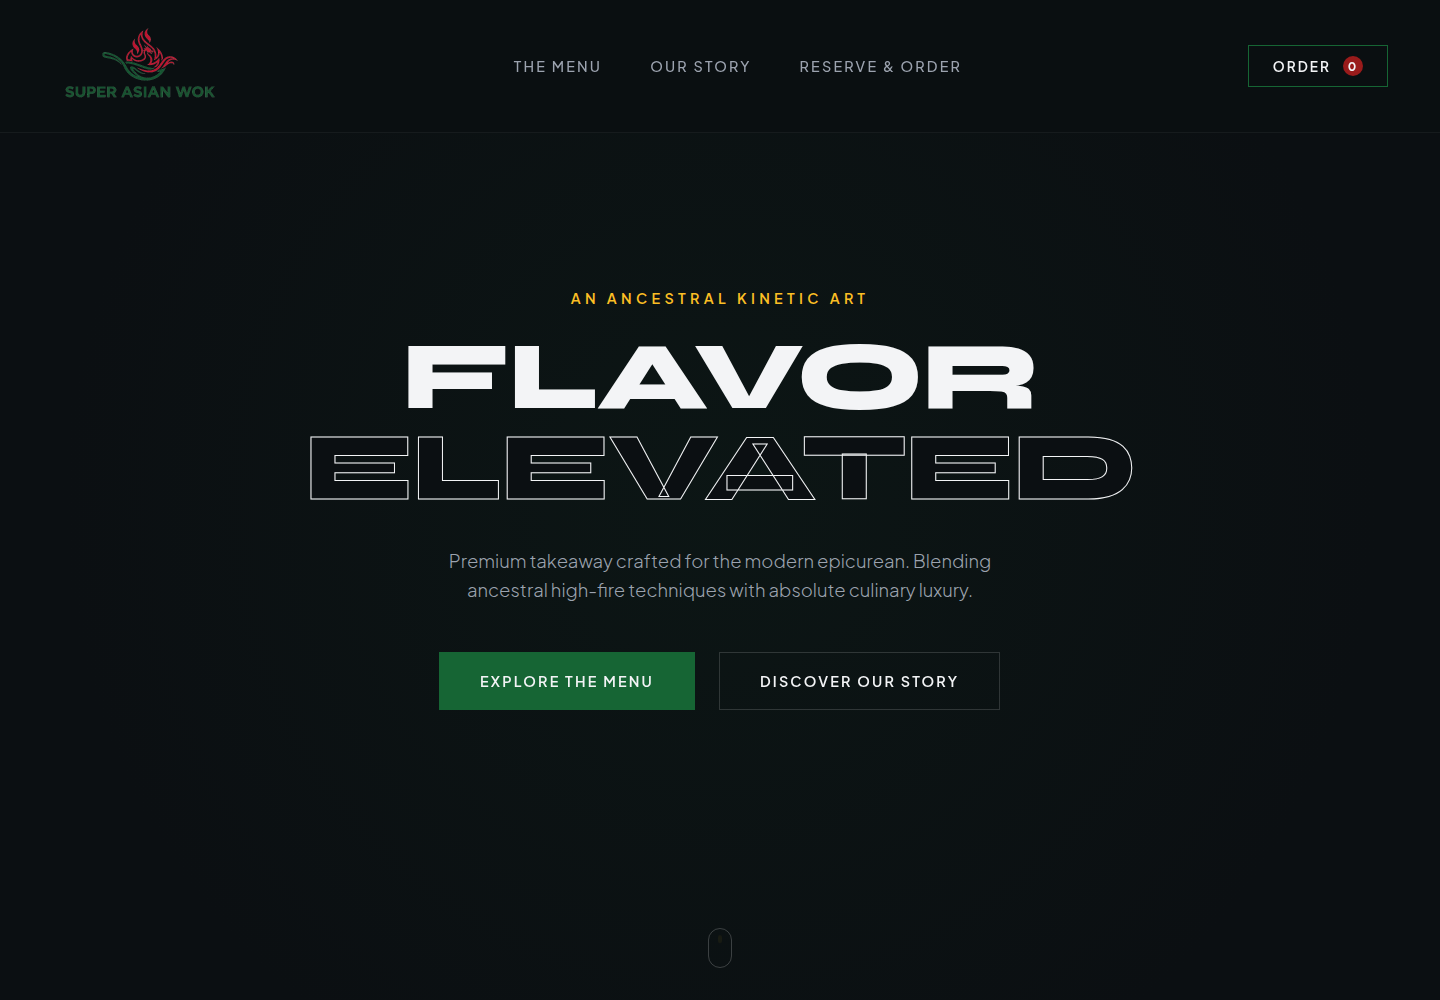 SUPER ASIAN WOK
THE MENU
OUR STORY
RESERVE & ORDER
ORDER 0
AN ANCESTRAL KINETIC ART
FLAVOR
ELEVATED
Premium takeaway crafted for the modern epicurean. Blending
ancestral high-fire techniques with absolute culinary luxury.
EXPLORE THE MENU
DISCOVER OUR STORY